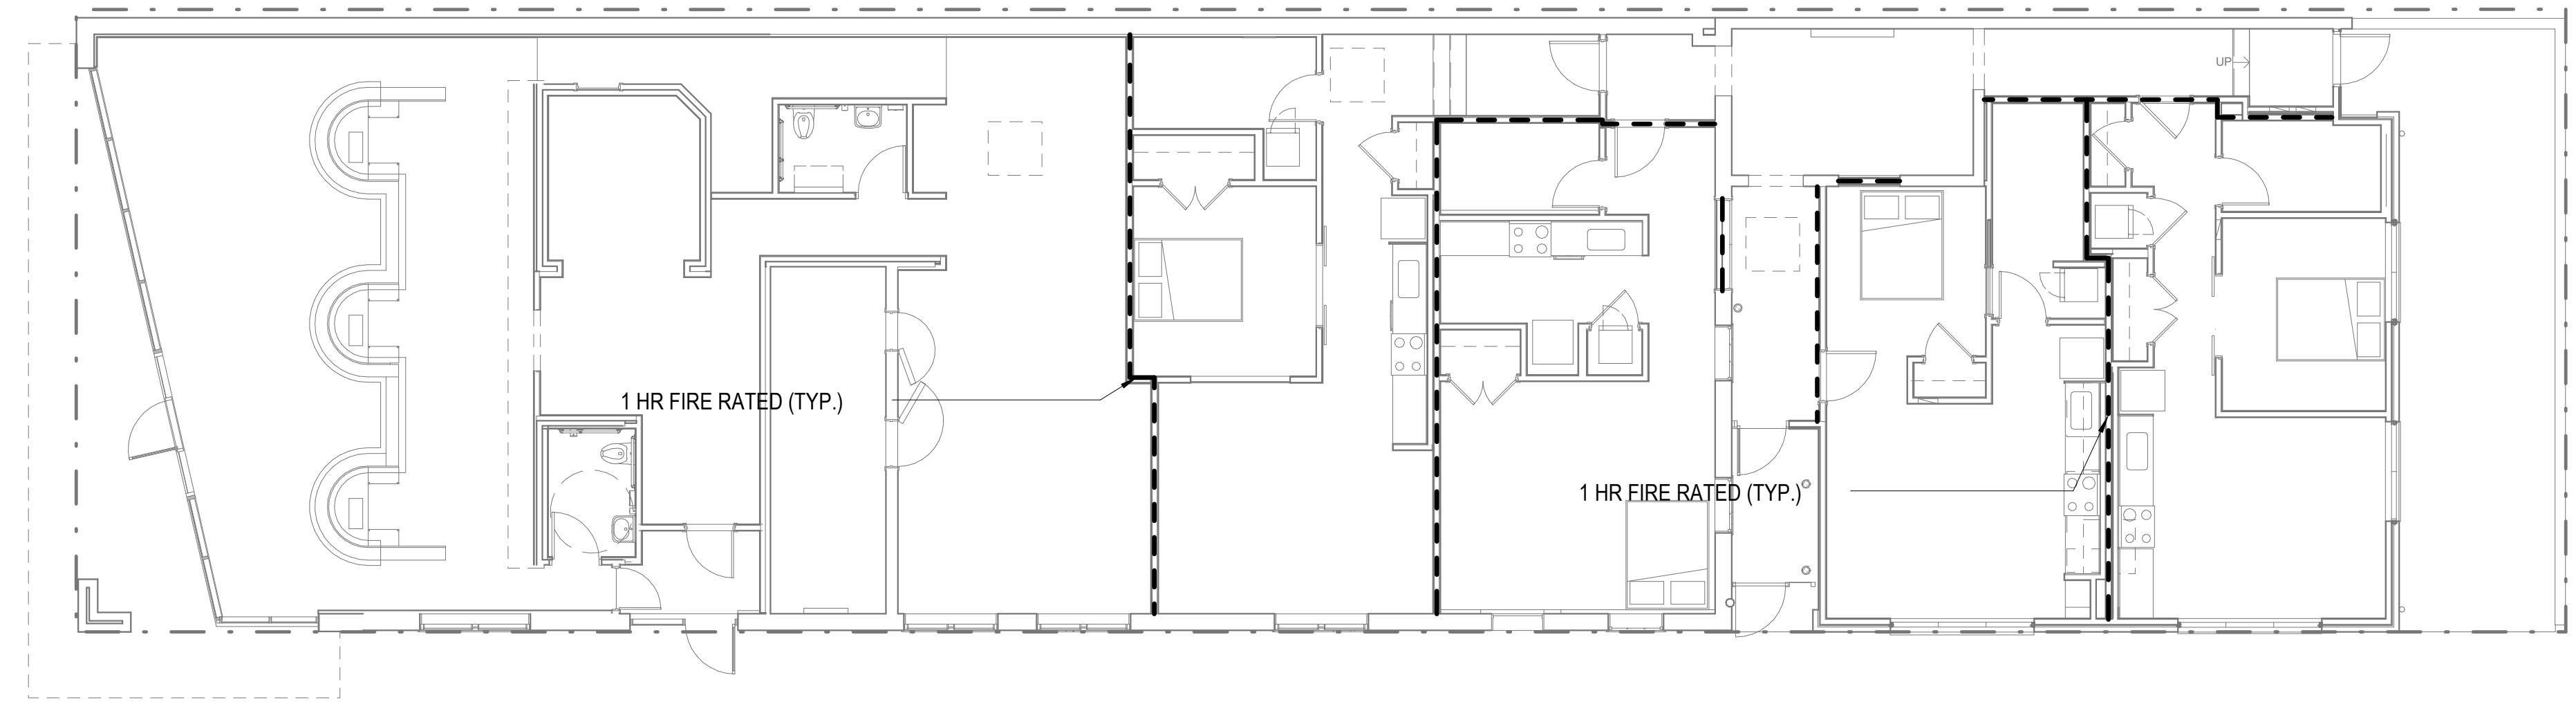 UP
1 HR FIRE RATED (TYP.)
1 HR FIRE RATED (TYP.)